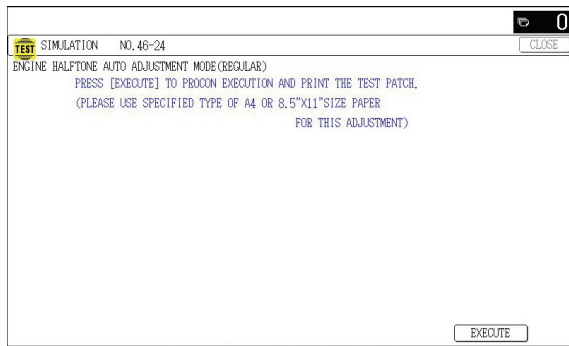 0
TEST SIMULATION NO.46-24 CLOSE
ENGINE HALFTONE AUTO ADJUSTMENT MODE(REGULAR)
PRESS [EXECUTE] TO PROCON EXECUTION AND PRINT THE TEST PATCH.
(PLEASE USE SPECIFIED TYPE OF A4 OR 8.5"X11"SIZE PAPER
FOR THIS ADJUSTMENT)
EXECUTE